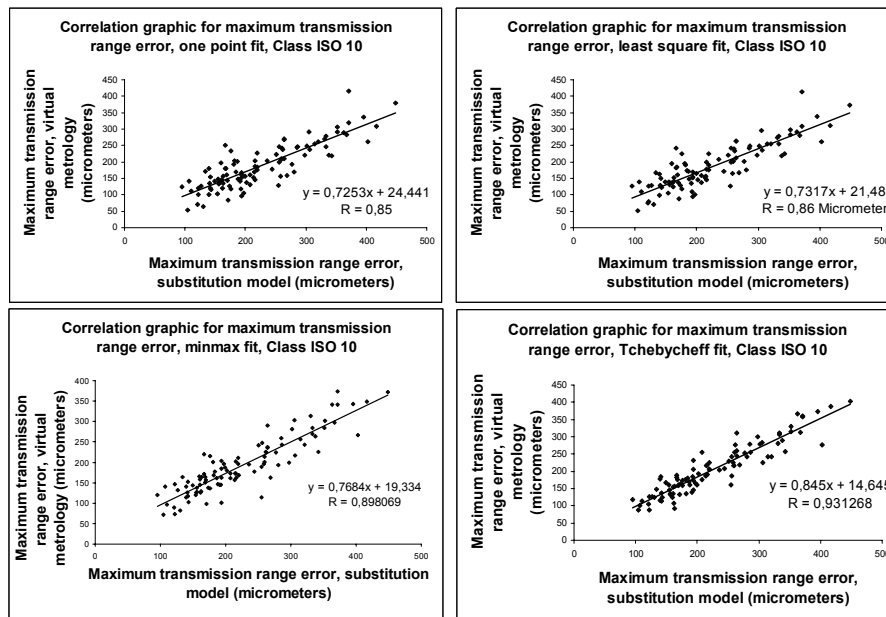 Correlation graphic for maximum transmission
range error, one point fit, Class ISO 10
Maximum transmission
range error, virtual
metrology
(micrometers)
450
400
350
300
250
200
150
100
50
0
y = 0,7253x + 24,441
R = 0,85
0 100 200 300 400 500
Maximum transmission range error,
substitution model (micrometers)
Correlation graphic for maximum transmission
range error, least square fit, Class ISO 10
Maximum transmission
range error, virtual
metrology
(micrometers)
450
400
350
300
250
200
150
100
50
0
y = 0,7317x + 21,48
R = 0,86 Micrometer
0 100 200 300 400 500
Maximum transmission range error,
substitution model (micrometers)
Correlation graphic for maximum transmission
range error, minmax fit, Class ISO 10
Maximum transmission
range error, virtual
metrology (micrometers)
400
350
300
250
200
150
100
50
0
y = 0,7684x + 19,334
R = 0,898069
0 100 200 300 400 500
Maximum transmission range error, substitution
model (micrometers)
Correlation graphic for maximum transmission
range error, Tchebycheff fit, Class ISO 10
Maximum transmission
range error, virtual
metrology
(micrometers)
450
400
350
300
250
200
150
100
50
0
y = 0,845x + 14,645
R = 0,931268
0 100 200 300 400 500
Maximum transmission range error,
substitution model (micrometers)